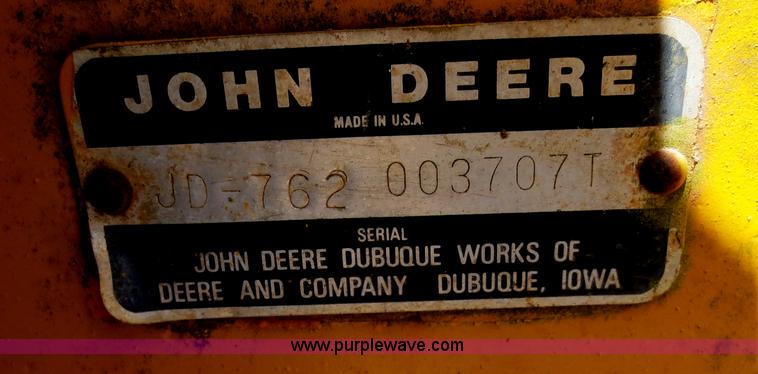 JOHN DEERE
MADE IN U.S.A.
JD-762 003707T
SERIAL
JOHN DEERE DUBUQUE WORKS OF
DEERE AND COMPANY DUBUQUE, IOWA
www.purplewave.com